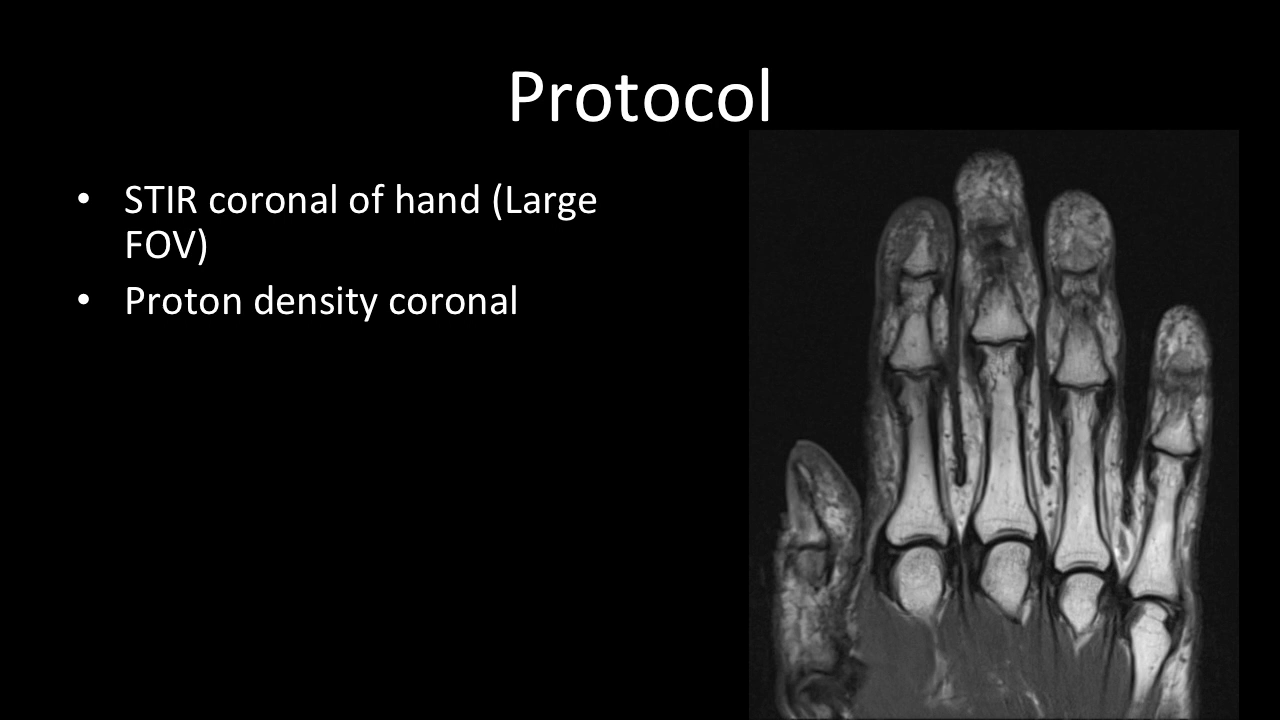 Protocol
• STIR coronal of hand (Large
FOV)
• Proton density coronal